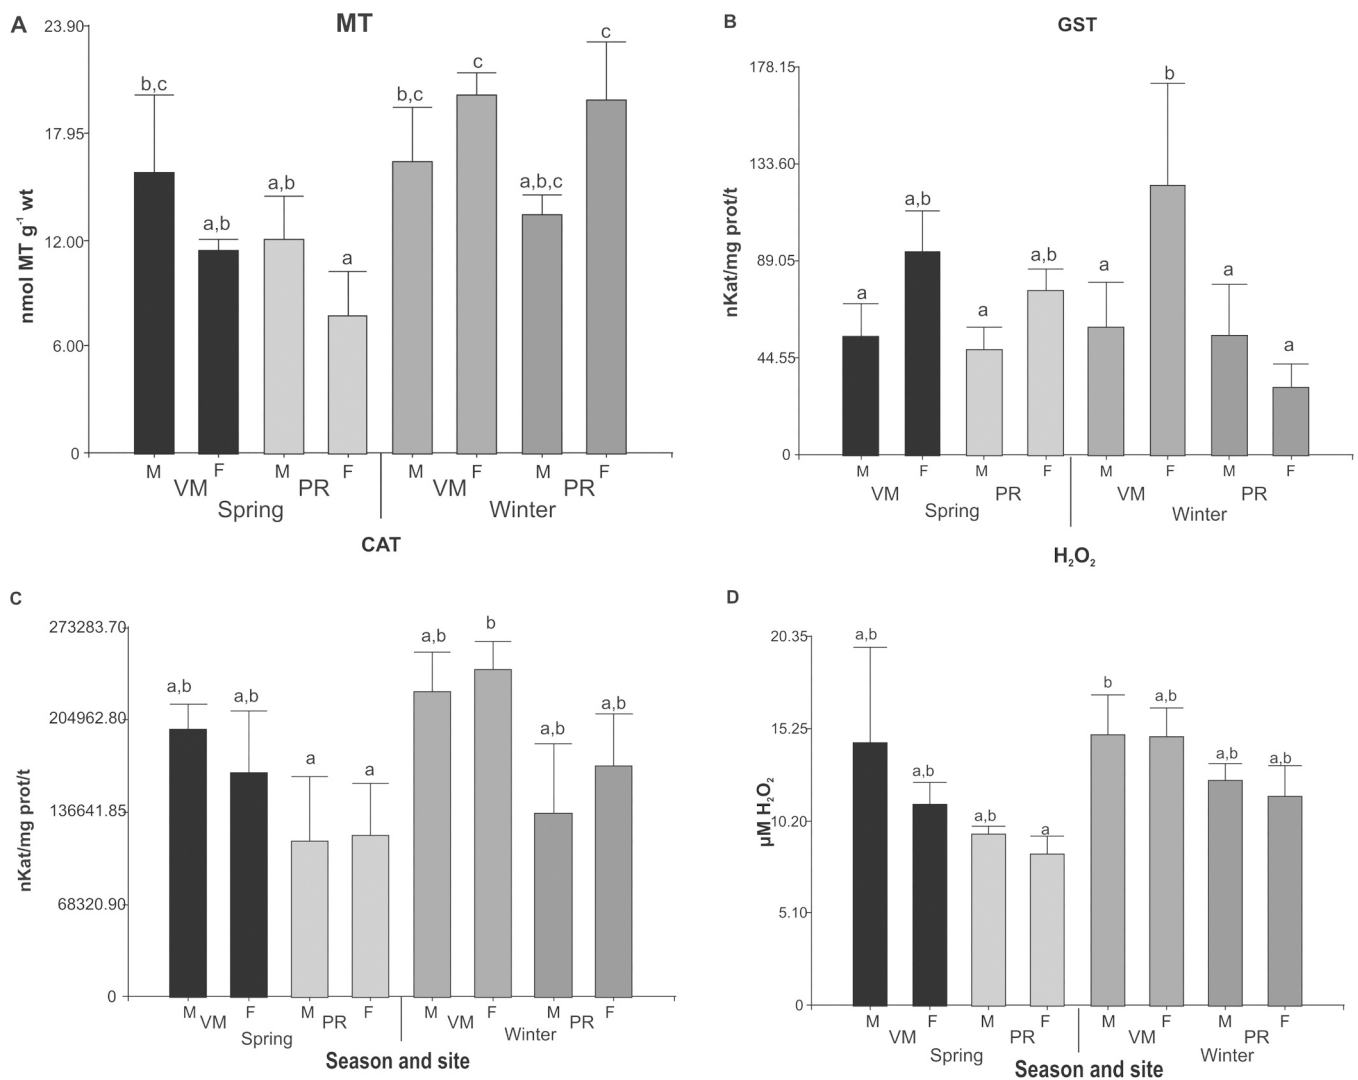 A
MT
23.90
17.95
12.00
6.00
0
nmol MT g⁻¹ wt
b,c
a,b
a,b
a
b,c
c
a,b,c
c
M F M F M F M F
VM PR VM PR
Spring Winter
B
GST
178.15
133.60
89.05
44.55
0
nKat/mg prot/t
a
a,b
a
a,b
a
b
a
a
M F M F M F M F
VM PR VM PR
Spring Winter
C
CAT
273283.70
204962.80
136641.85
68320.90
0
nKat/mg prot/t
a,b
a,b
a
a
a,b
b
a,b
a,b
M F M F M F M F
VM PR VM PR
Spring Winter
Season and site
D
H₂O₂
20.35
15.25
10.20
5.10
0
µM H₂O₂
a,b
a,b
a,b
a
b
a,b
a,b
a,b
M F M F M F M F
VM PR VM PR
Spring Winter
Season and site